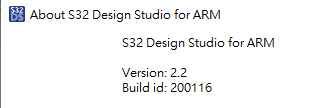 S32
DS
About S32 Design Studio for ARM
S32 Design Studio for ARM
Version: 2.2
Build id: 200116